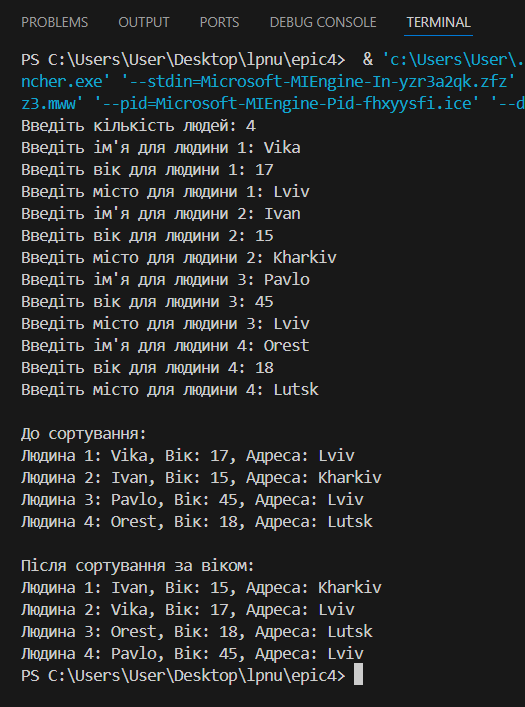 PROBLEMS OUTPUT PORTS DEBUG CONSOLE TERMINAL
PS C:\Users\User\Desktop\lpnu\epic4>  & 'c:\Users\User\.
ncher.exe' '--stdin=Microsoft-MIEngine-In-yzr3a2qk.zfz'
z3.mww' '--pid=Microsoft-MIEngine-Pid-fhxyysfi.ice' '--d
Введіть кількість людей: 4
Введіть ім'я для людини 1: Vika
Введіть вік для людини 1: 17
Введіть місто для людини 1: Lviv
Введіть ім'я для людини 2: Ivan
Введіть вік для людини 2: 15
Введіть місто для людини 2: Kharkiv
Введіть ім'я для людини 3: Pavlo
Введіть вік для людини 3: 45
Введіть місто для людини 3: Lviv
Введіть ім'я для людини 4: Orest
Введіть вік для людини 4: 18
Введіть місто для людини 4: Lutsk

До сортування:
Людина 1: Vika, Вік: 17, Адреса: Lviv
Людина 2: Ivan, Вік: 15, Адреса: Kharkiv
Людина 3: Pavlo, Вік: 45, Адреса: Lviv
Людина 4: Orest, Вік: 18, Адреса: Lutsk

Після сортування за віком:
Людина 1: Ivan, Вік: 15, Адреса: Kharkiv
Людина 2: Vika, Вік: 17, Адреса: Lviv
Людина 3: Orest, Вік: 18, Адреса: Lutsk
Людина 4: Pavlo, Вік: 45, Адреса: Lviv
PS C:\Users\User\Desktop\lpnu\epic4>